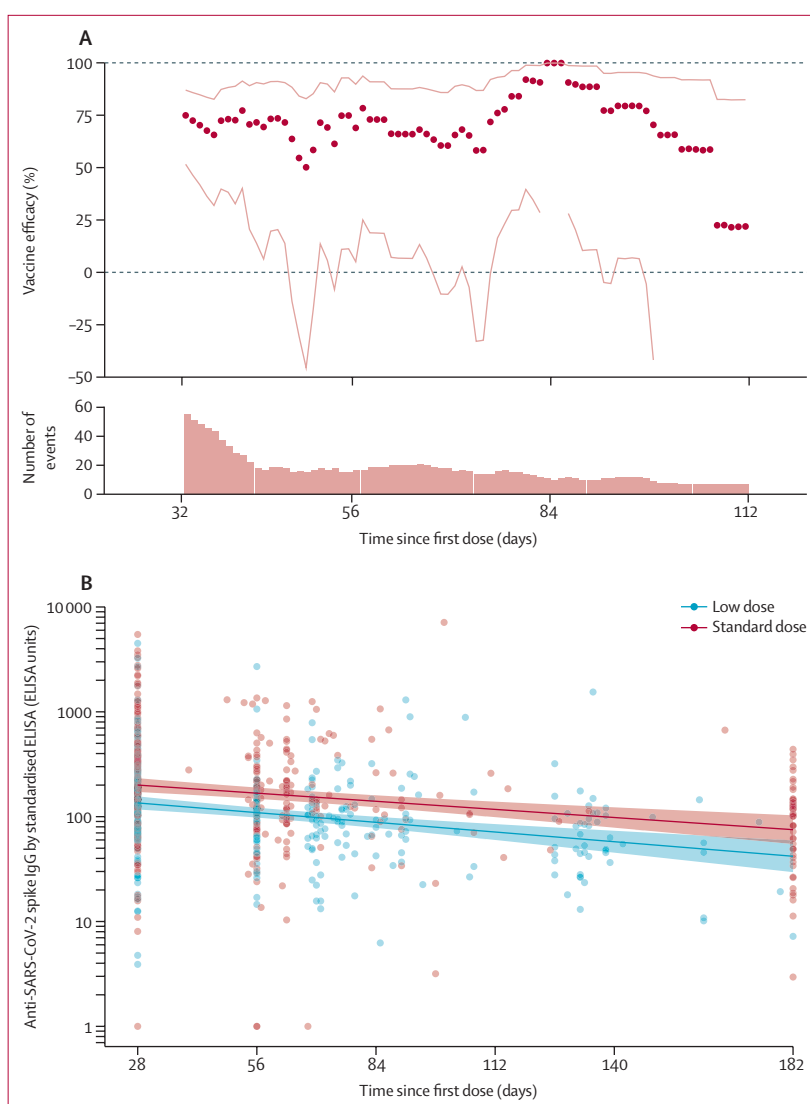 A
100
75
50
25
0
−25
−50
Vaccine efficacy (%)
60
40
20
0
Number of
events
32
56
84
112
Time since first dose (days)
B
Low dose
Standard dose
10 000
1000
100
10
1
Anti-SARS-CoV-2 spike IgG by standardised ELISA (ELISA units)
28
56
84
112
140
182
Time since first dose (days)